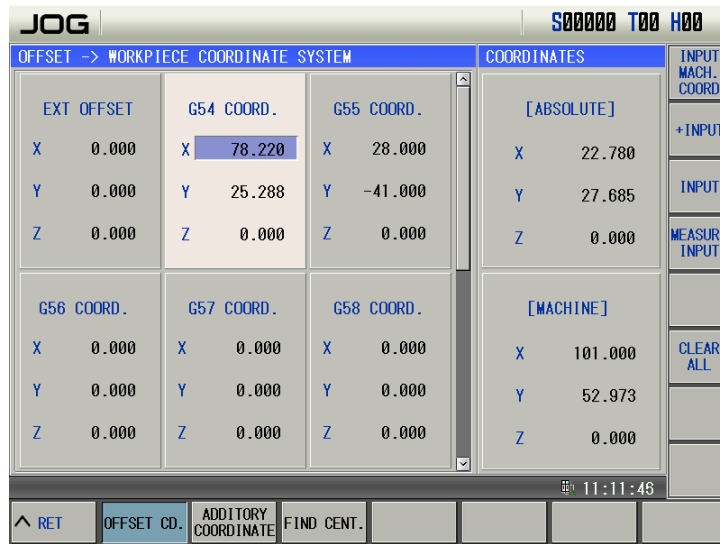 JOG
S00000 T00 H00
OFFSET -> WORKPIECE COORDINATE SYSTEM
COORDINATES
EXT OFFSET
X 0.000
Y 0.000
Z 0.000
G54 COORD.
X 78.220
Y 25.288
Z 0.000
G55 COORD.
X 28.000
Y -41.000
Z 0.000
G56 COORD.
X 0.000
Y 0.000
Z 0.000
G57 COORD.
X 0.000
Y 0.000
Z 0.000
G58 COORD.
X 0.000
Y 0.000
Z 0.000
[ABSOLUTE]
X 22.780
Y 27.685
Z 0.000
[MACHINE]
X 101.000
Y 52.973
Z 0.000
INPUT
MACH.
COORD
+INPUT
INPUT
MEASUR
INPUT
CLEAR
ALL
11:11:46
RET
OFFSET CD.
ADDITORY
COORDINATE
FIND CENT.